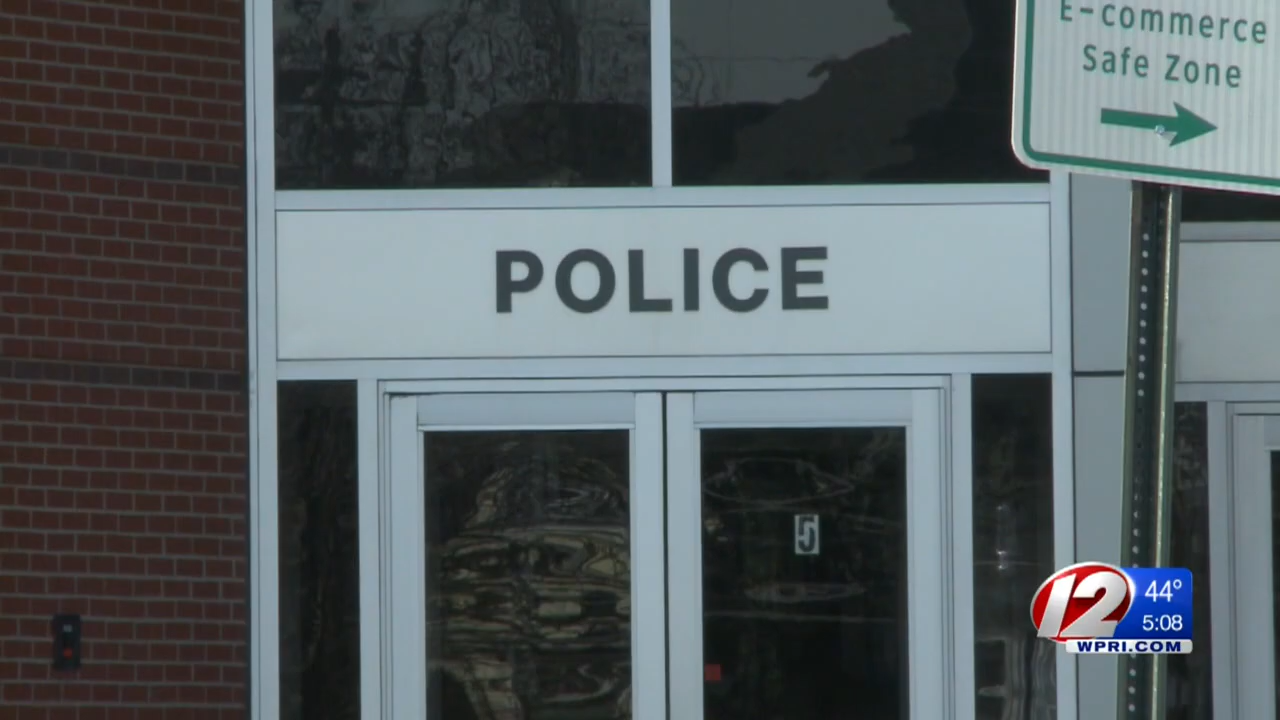 E-commerce
Safe Zone
POLICE
5
12
44°
5:08
WPRI.COM